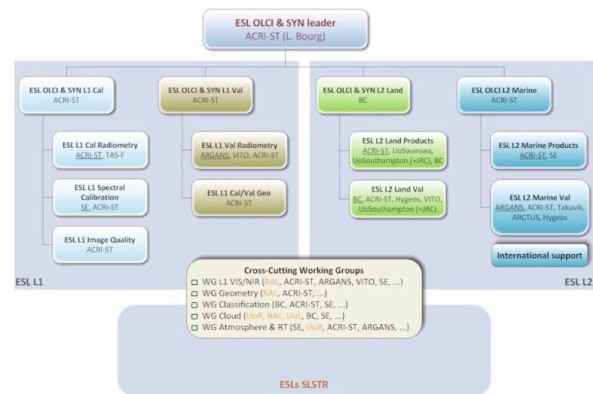 ESL OLCI & SYN leader
ACRI-ST (L. Bourg)
ESL OLCI & SYN L1 Cal
ACRI-ST
ESL L1 Cal Radiometry
ACRI-ST, TAS-F
ESL L1 Spectral
Calibration
SE, ACRI-ST
ESL L1 Image Quality
ACRI-ST
ESL OLCI & SYN L1 Val
ACRI-ST
ESL L1 Val Radiometry
ARGANS, VITO, ACRI-ST
ESL L1 Cal/Val Geo
ACRI-ST
ESL L1
ESL OLCI & SYN L2 Land
BC
ESL L2 Land Products
ACRI-ST, UoSwansea,
UoSouthampton (+JRC), BC
ESL L2 Land Val
BC, ACRI-ST, Hygeos, VITO,
UoSouthampton (+JRC)
ESL OLCI L2 Marine
ACRI-ST
ESL L2 Marine Products
ACRI-ST, SE
ESL L2 Marine Val
ARGANS, ACRI-ST, Takuvik,
ARCTUS, Hygeos
International support
ESL L2
Cross-Cutting Working Groups
WG L1 VIS/NIR (RAL, ACRI-ST, ARGANS, VITO, SE, ...)
WG Geometry (RAL, ACRI-ST, ...)
WG Classification (BC, ACRI-ST, SE, ...)
WG Cloud (UoR, RAL, UoL, BC, SE, ...)
WG Atmosphere & RT (SE, UoR, ACRI-ST, ARGANS, ...)
ESLs SLSTR